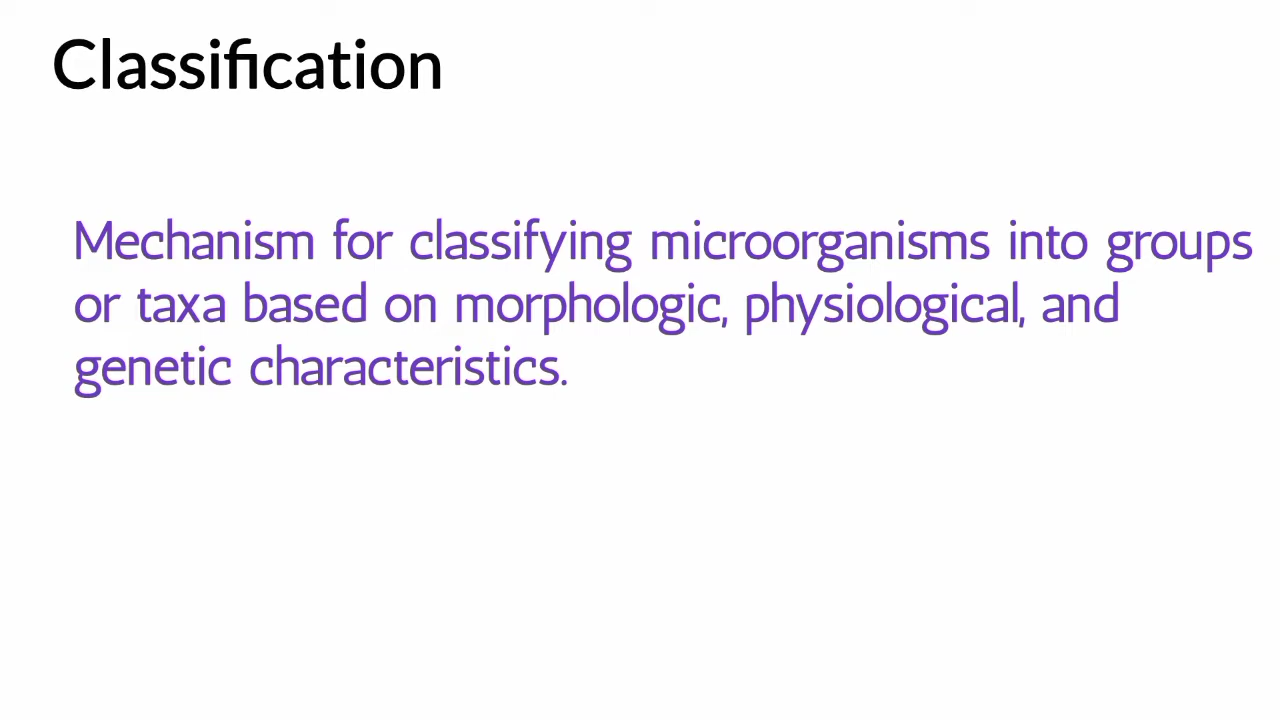 Classification
Mechanism for classifying microorganisms into groups
or taxa based on morphologic, physiological, and
genetic characteristics.